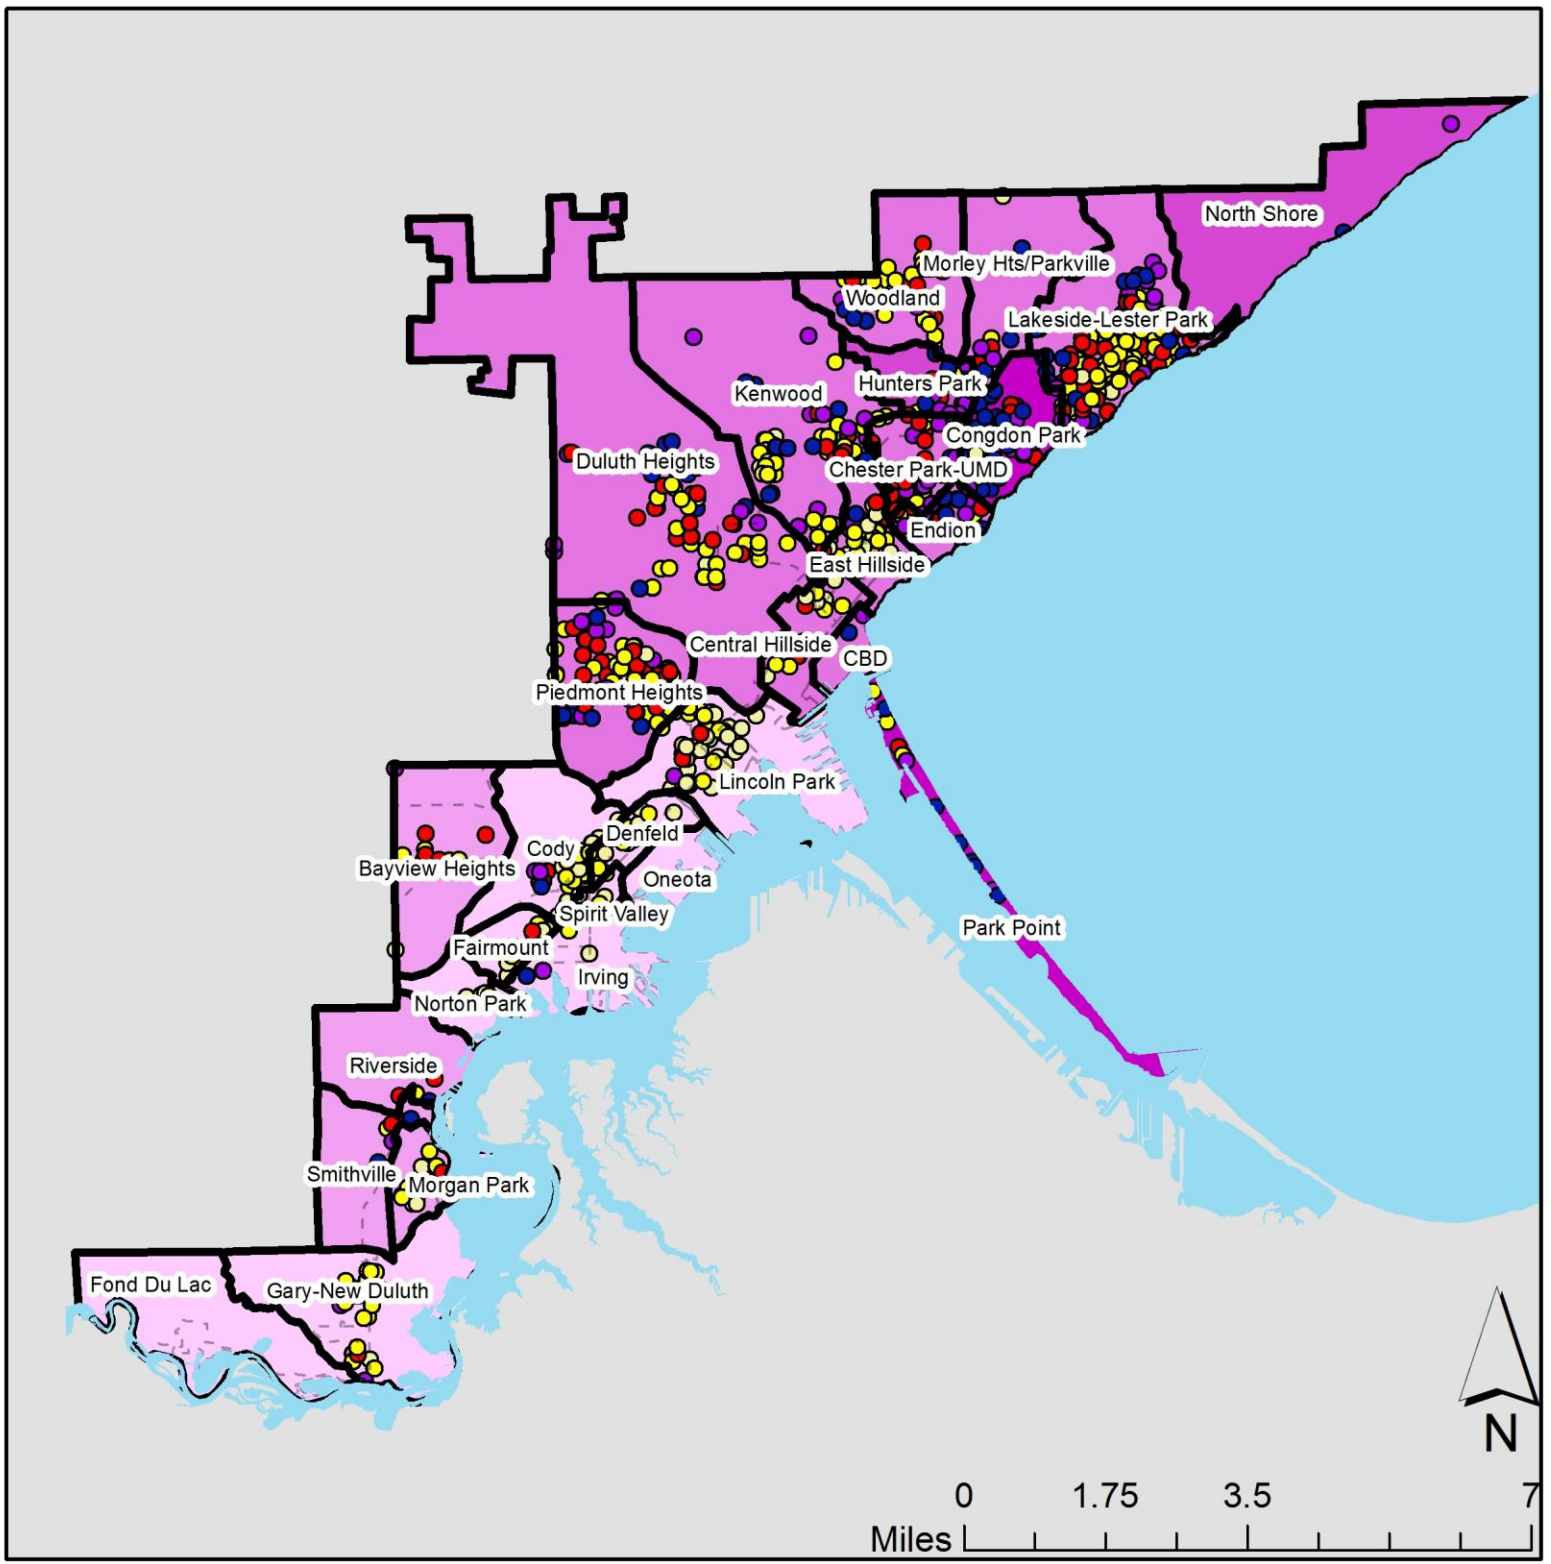 North Shore
Morley Hts/Parkville
Woodland
Lakeside-Lester Park
Hunters Park
Kenwood
Congdon Park
Duluth Heights
Chester Park-UMD
Endion
East Hillside
Central Hillside
CBD
Piedmont Heights
Lincoln Park
Denfeld
Cody
Bayview Heights
Oneota
Spirit Valley
Park Point
Fairmount
Irving
Norton Park
Riverside
Smithville
Morgan Park
Fond Du Lac
Gary-New Duluth
N
0 1.75 3.5 7
Miles